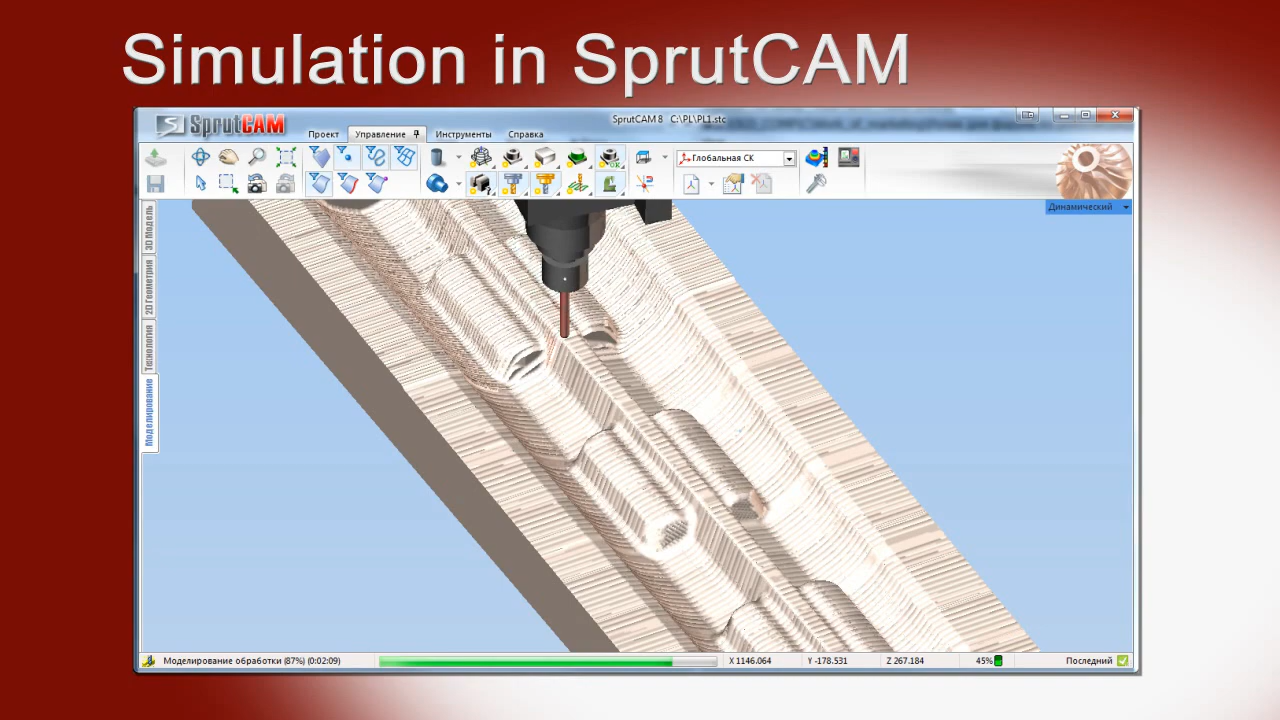 Simulation in SprutCAM
SprutCAM
SprutCAM 8 C:\PL\PL1.stc
Проект Управление Инструменты Справка
Глобальная СК
OK
Динамический
3D Модель
2D Геометрия
Технология
Моделирование
Моделирование обработки (87%) (0:02:09) X 1146.064 Y -178.531 Z 267.184 45% Последний